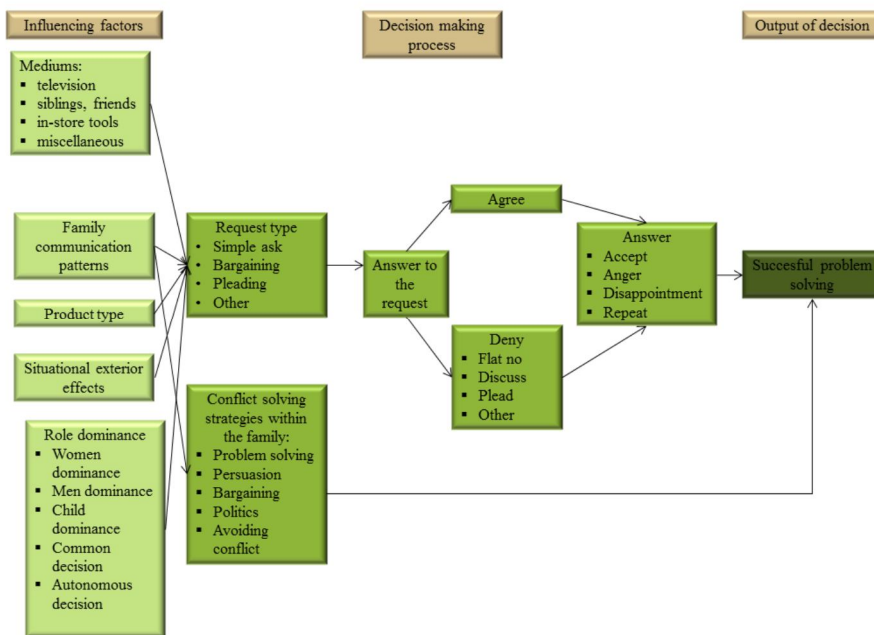 Influencing factors
Decision making
process
Output of decision
Mediums:
▪ television
▪ siblings, friends
▪ in-store tools
▪ miscellaneous
Family
communication
patterns
Product type
Situational exterior
effects
Role dominance
▪ Women
dominance
▪ Men dominance
▪ Child
dominance
▪ Common
decision
▪ Autonomous
decision
Request type
• Simple ask
• Bargaining
• Pleading
• Other
Conflict solving
strategies within
the family:
▪ Problem solving
▪ Persuasion
▪ Bargaining
▪ Politics
▪ Avoiding
conflict
Answer to
the
request
Agree
Deny
▪ Flat no
▪ Discuss
▪ Plead
▪ Other
Answer
▪ Accept
▪ Anger
▪ Disappointment
▪ Repeat
Succesful problem
solving